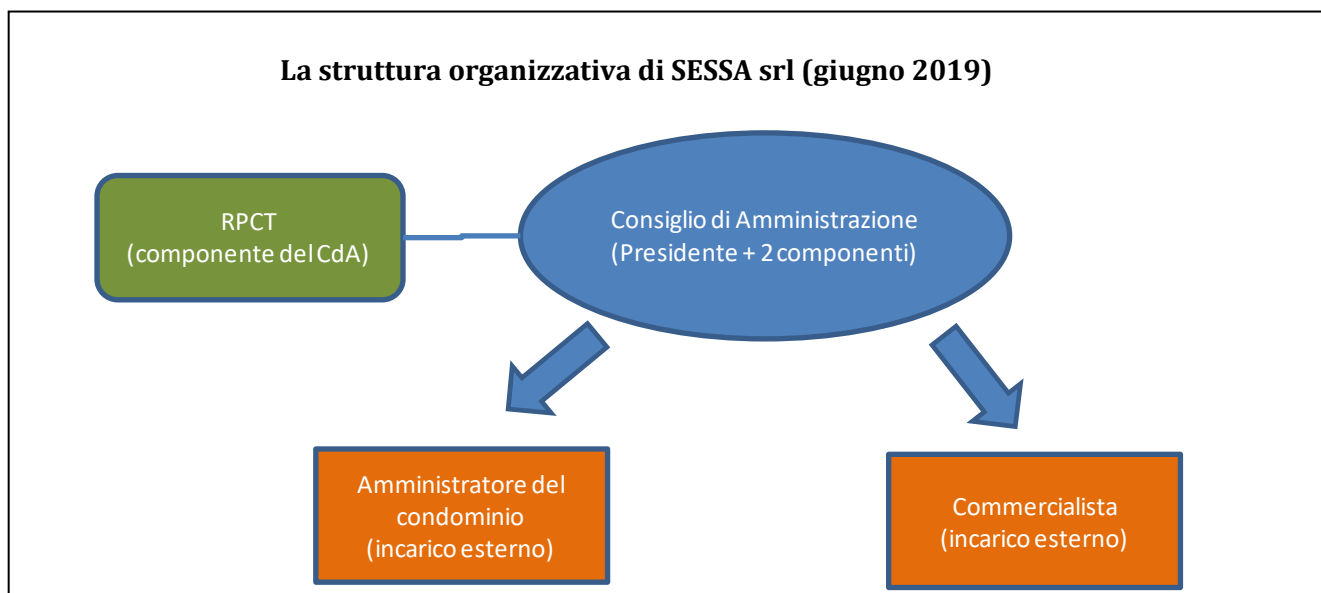 La struttura organizzativa di SESSA srl (giugno 2019)
RPCT
(componente del CdA)
Consiglio di Amministrazione
(Presidente + 2 componenti)
Amministratore del
condominio
(incarico esterno)
Commercialista
(incarico esterno)